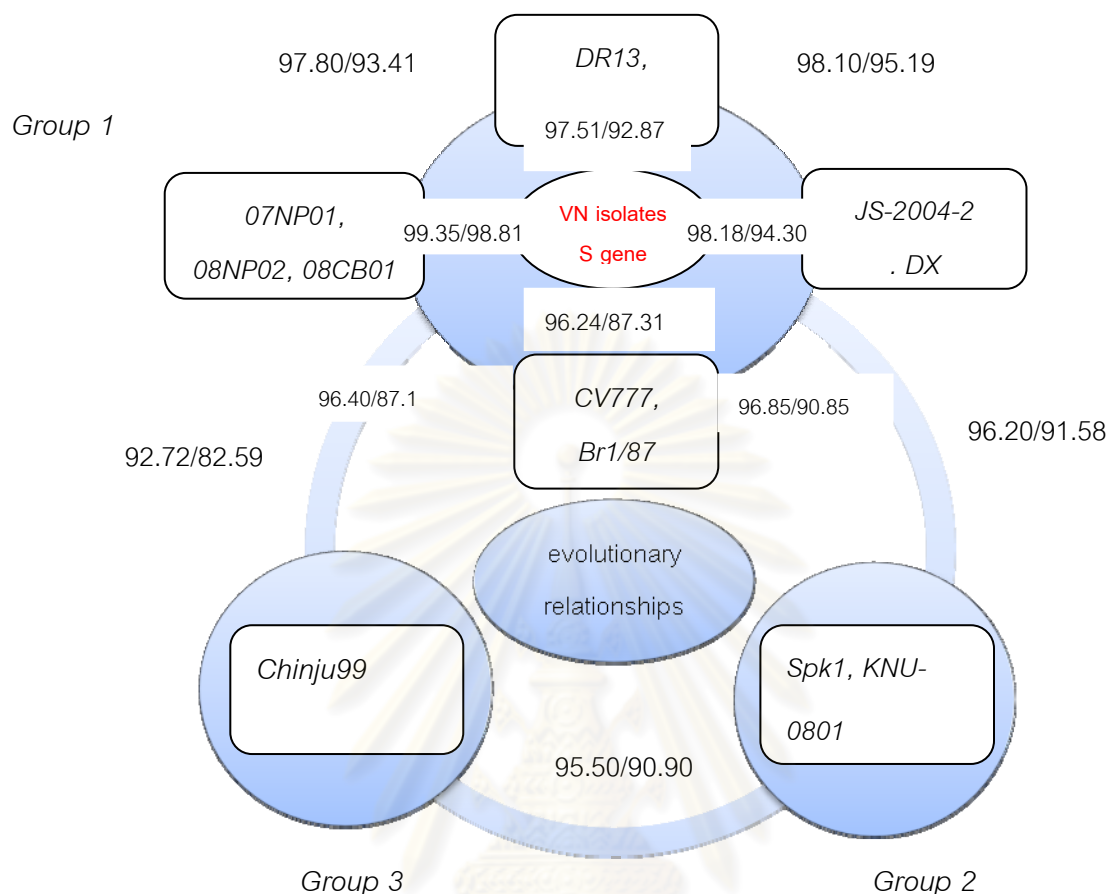 97.80/93.41
DR13,
98.10/95.19
Group 1
97.51/92.87
07NP01,
08NP02, 08CB01
99.35/98.81
VN isolates
S gene
98.18/94.30
JS-2004-2
. DX
96.24/87.31
96.40/87.1
CV777,
Br1/87
96.85/90.85
92.72/82.59
96.20/91.58
evolutionary
relationships
Chinju99
Spk1, KNU-
0801
95.50/90.90
Group 3
Group 2